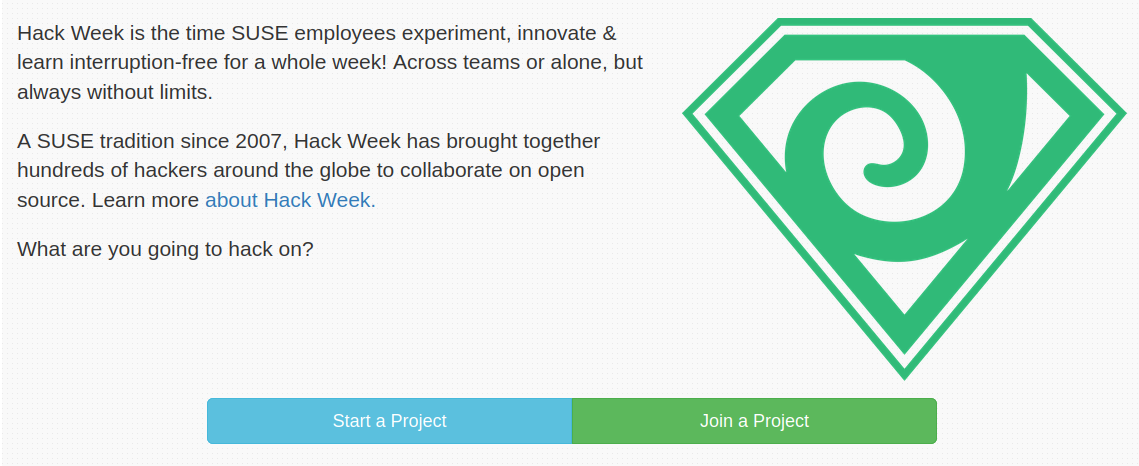 Hack Week is the time SUSE employees experiment, innovate &
learn interruption-free for a whole week! Across teams or alone, but
always without limits.
A SUSE tradition since 2007, Hack Week has brought together
hundreds of hackers around the globe to collaborate on open
source. Learn more about Hack Week.
What are you going to hack on?
Start a Project
Join a Project